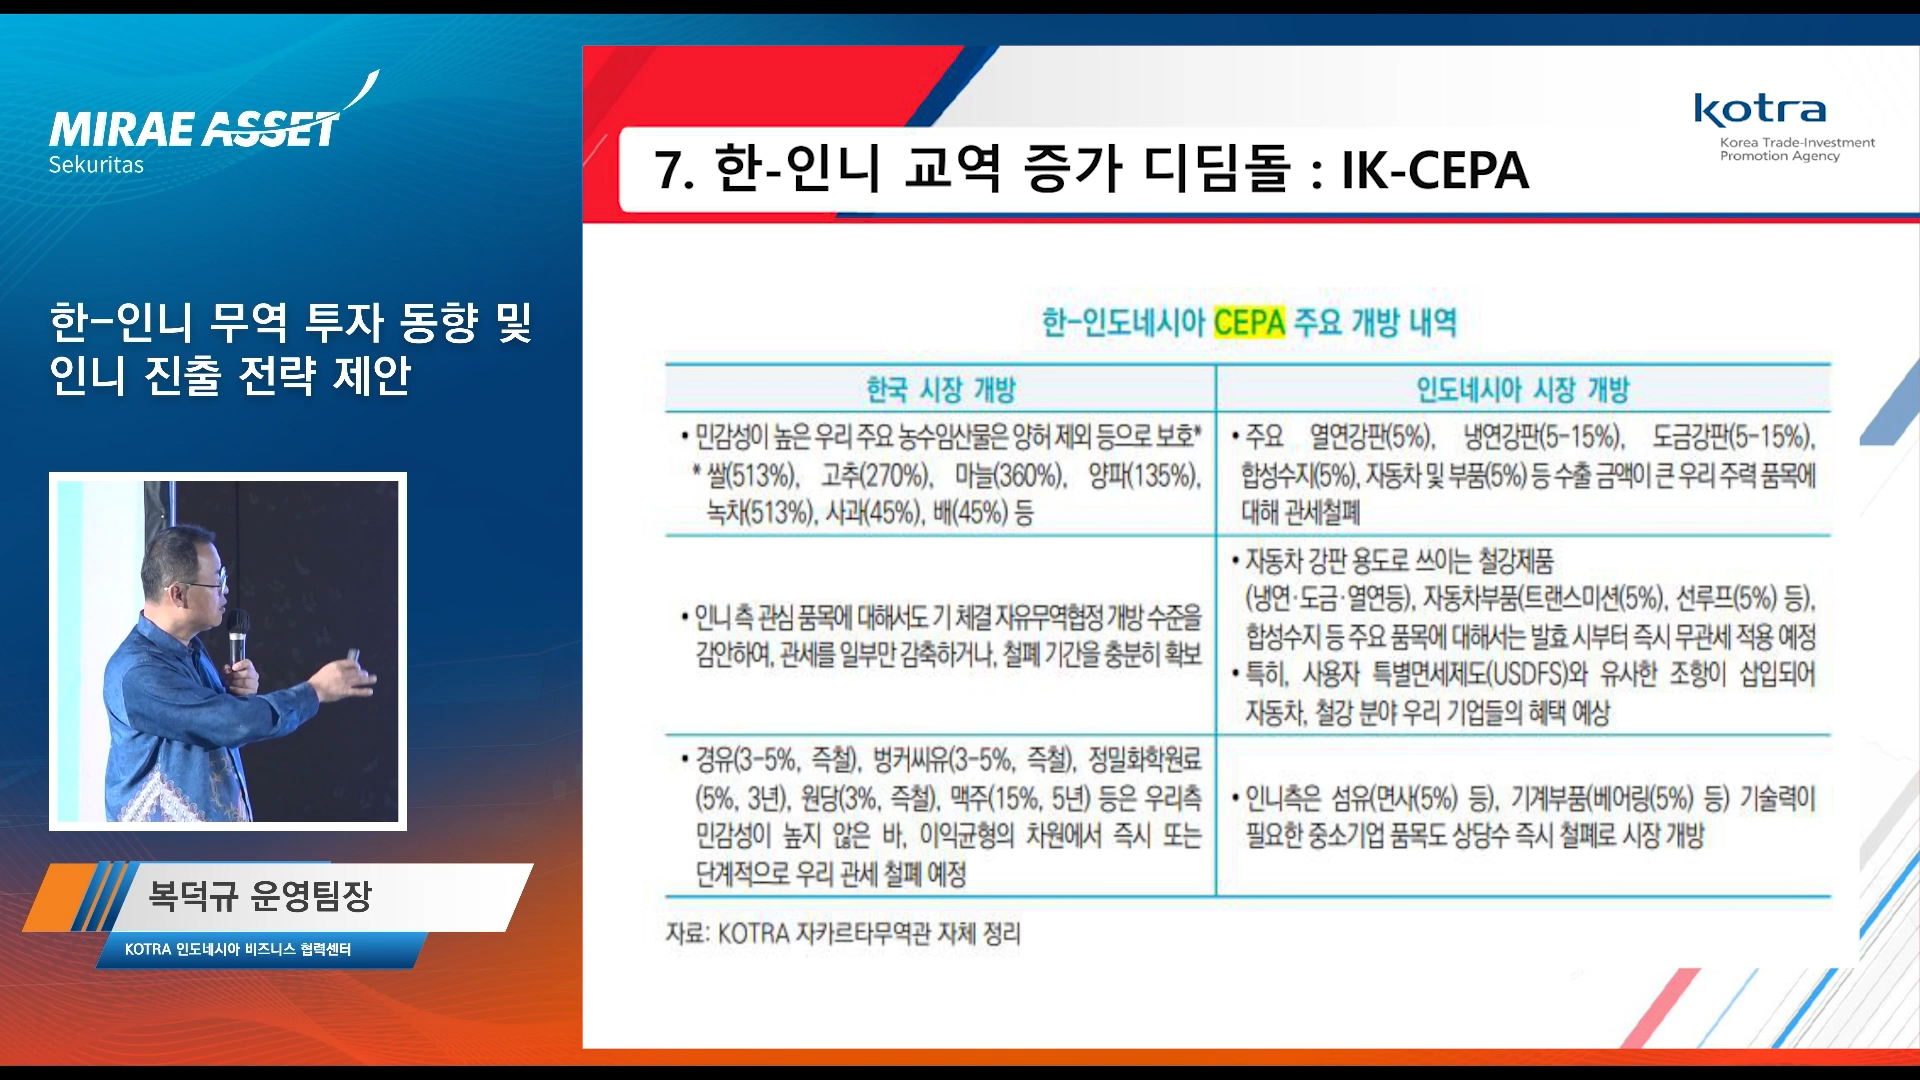 MIRAE ASSET
Sekuritas
한-인니 무역 투자 동향 및
인니 진출 전략 제안
복덕규 운영팀장
KOTRA 인도네시아 비즈니스 협력센터
kotra
Korea Trade-Investment
Promotion Agency
7. 한-인니 교역 증가 디딤돌 : IK-CEPA
한-인도네시아 CEPA 주요 개방 내역
한국 시장 개방
• 민감성이 높은 우리 주요 농수임산물은 양허 제외 등으로 보호*
* 쌀(513%), 고추(270%), 마늘(360%), 양파(135%),
녹차(513%), 사과(45%), 배(45%) 등
• 인니 측 관심 품목에 대해서도 기 체결 자유무역협정 개방 수준을
감안하여, 관세를 일부만 감축하거나, 철폐 기간을 충분히 확보
• 경유(3-5%, 즉철), 벙커씨유(3-5%, 즉철), 정밀화학원료
(5%, 3년), 원당(3%, 즉철), 맥주(15%, 5년) 등은 우리측
민감성이 높지 않은 바, 이익균형의 차원에서 즉시 또는
단계적으로 우리 관세 철폐 예정
인도네시아 시장 개방
• 주요 열연강판(5%), 냉연강판(5-15%), 도금강판(5-15%),
합성수지(5%), 자동차 및 부품(5%) 등 수출 금액이 큰 우리 주력 품목에
대해 관세철폐
• 자동차 강판 용도로 쓰이는 철강제품
(냉연·도금·열연등), 자동차부품(트랜스미션(5%), 선루프(5%) 등),
합성수지 등 주요 품목에 대해서는 발효 시부터 즉시 무관세 적용 예정
• 특히, 사용자 특별면세제도(USDFS)와 유사한 조항이 삽입되어
자동차, 철강 분야 우리 기업들의 혜택 예상
• 인니측은 섬유(면사(5%) 등), 기계부품(베어링(5%) 등) 기술력이
필요한 중소기업 품목도 상당수 즉시 철폐로 시장 개방
자료: KOTRA 자카르타무역관 자체 정리